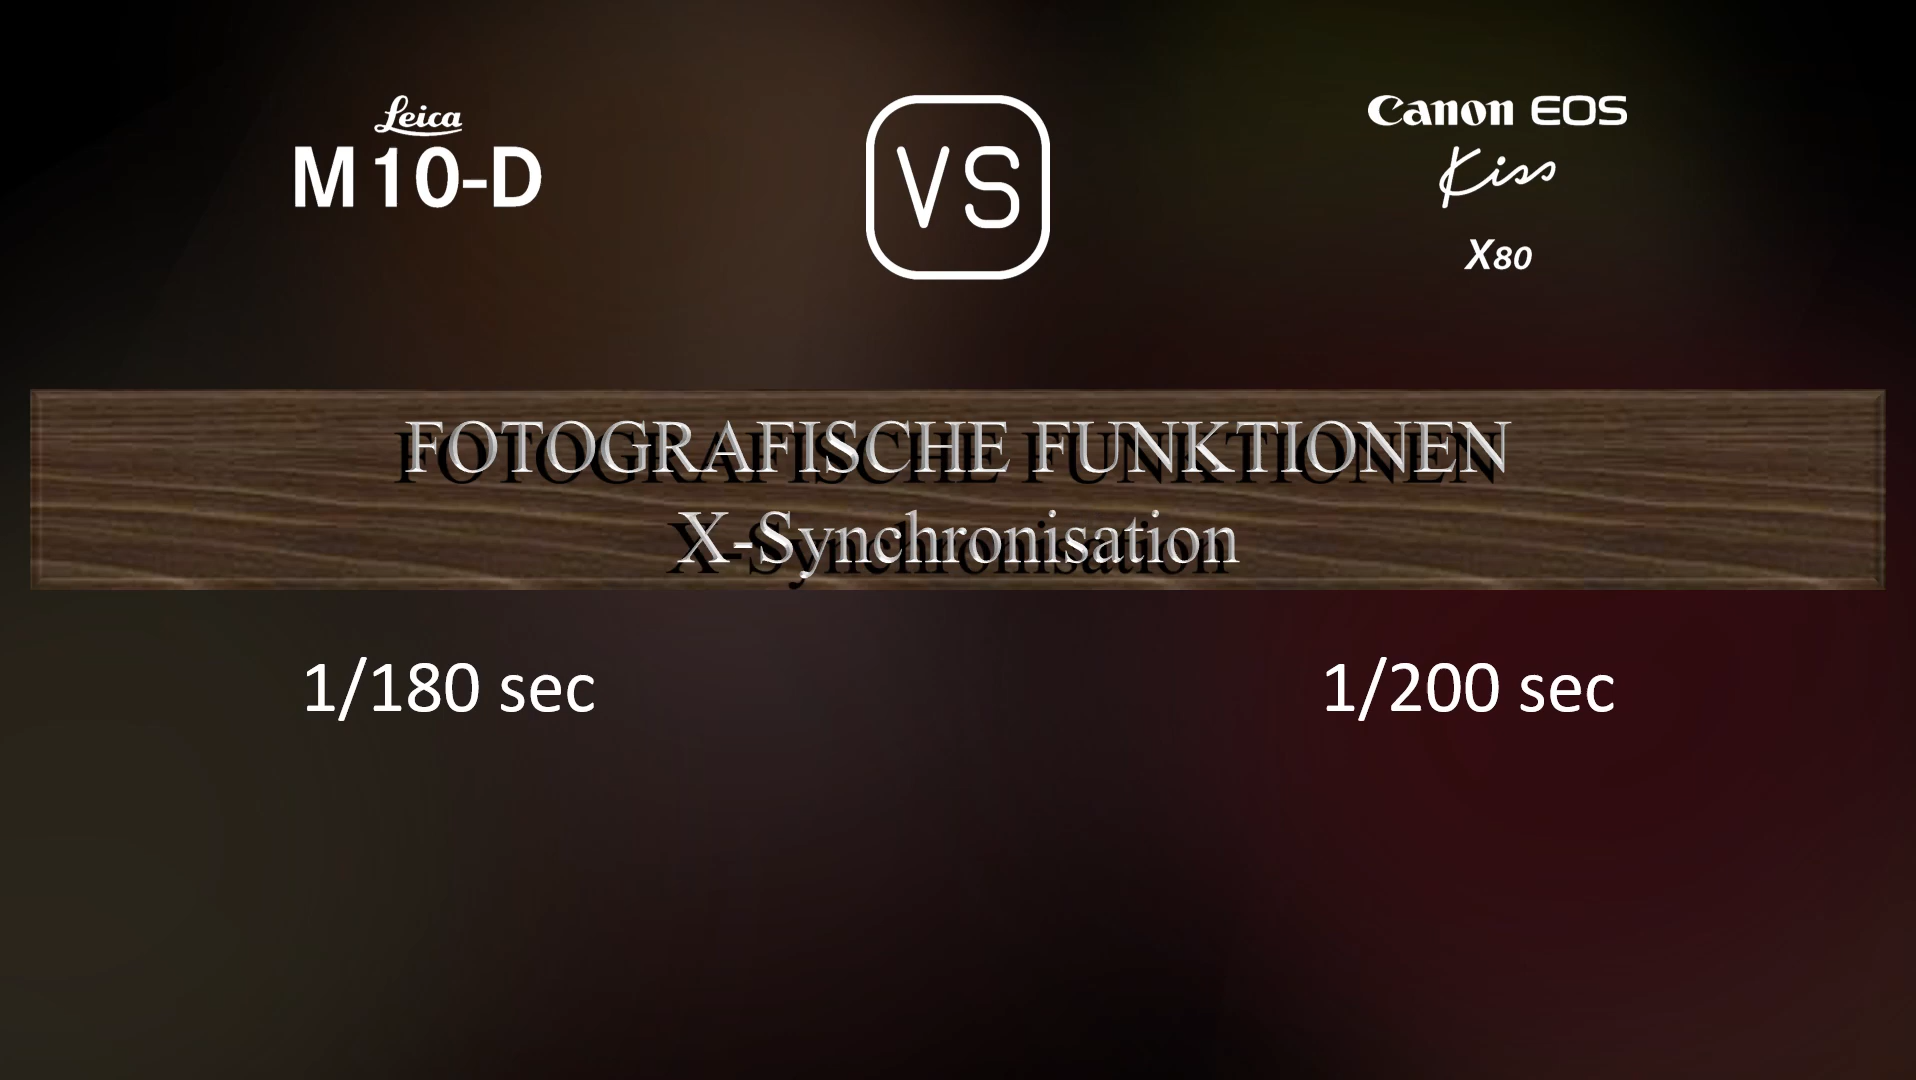 Leica
M10-D
VS
Canon EOS
Kiss
X80
FOTOGRAFISCHE FUNKTIONEN
X-Synchronisation
1/180 sec
1/200 sec